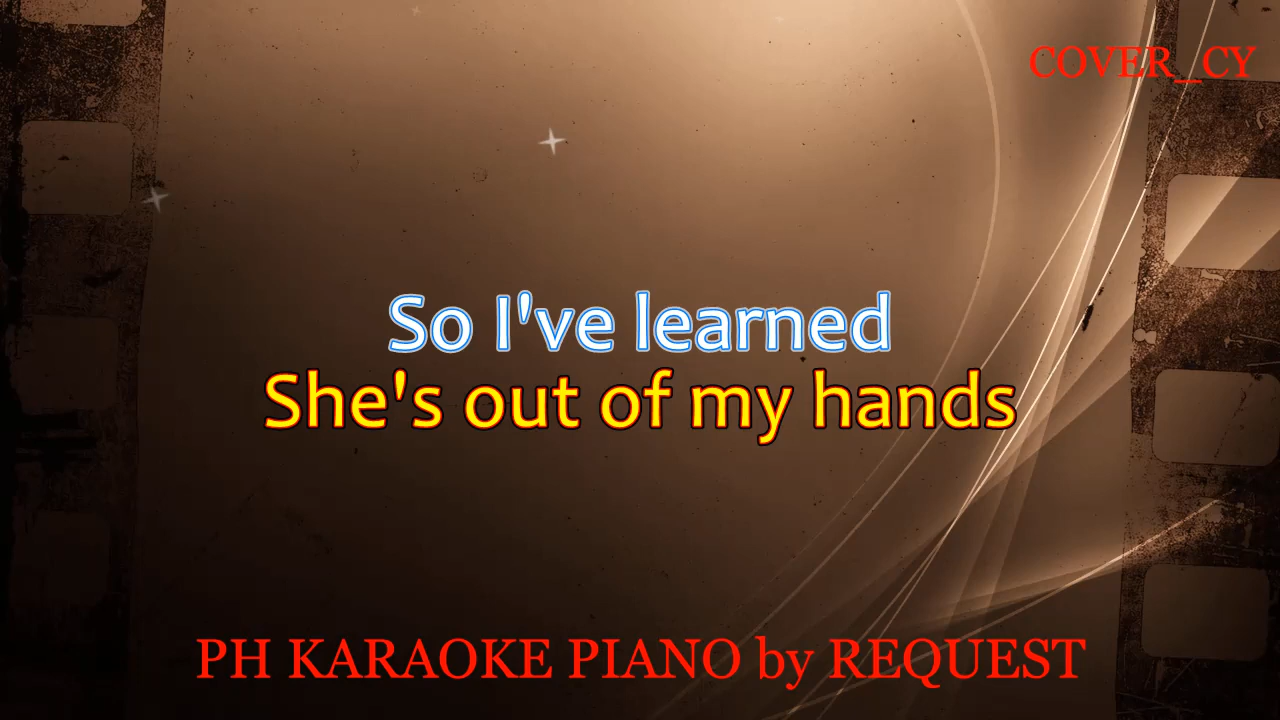 COVER_CY
So I've learned
She's out of my hands
PH KARAOKE PIANO by REQUEST